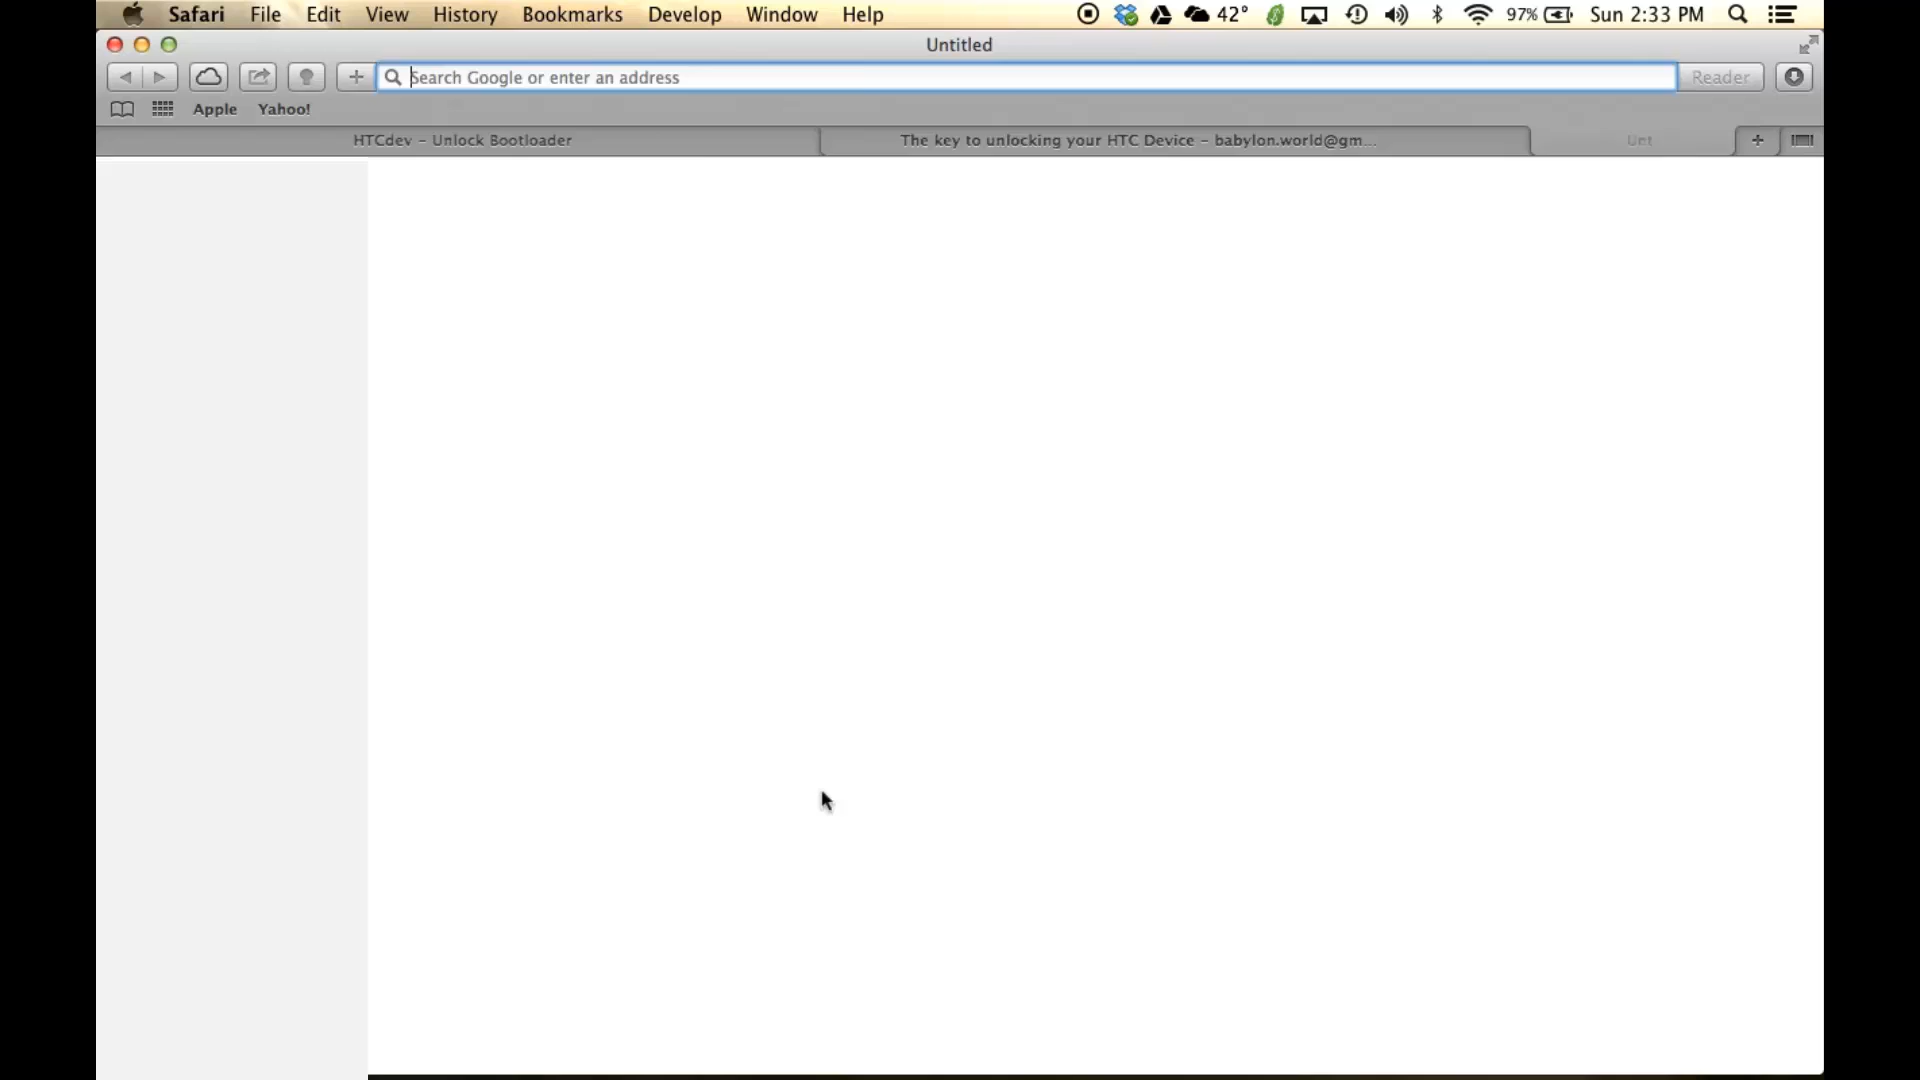 Safari File Edit View History Bookmarks Develop Window Help 42° 97% Sun 2:33 PM
Untitled
Search Google or enter an address Reader
Apple Yahoo!
HTCdev - Unlock Bootloader The key to unlocking your HTC Device - babylon.world@gm... Unt